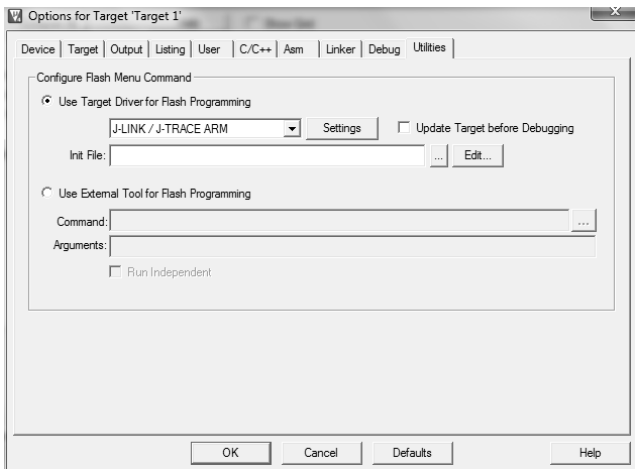 Options for Target 'Target 1'
Device Target Output Listing User C/C++ Asm Linker Debug Utilities
Configure Flash Menu Command
Use Target Driver for Flash Programming
J-LINK / J-TRACE ARM Settings Update Target before Debugging
Init File: ... Edit...
Use External Tool for Flash Programming
Command: ...
Arguments:
Run Independent
OK Cancel Defaults Help